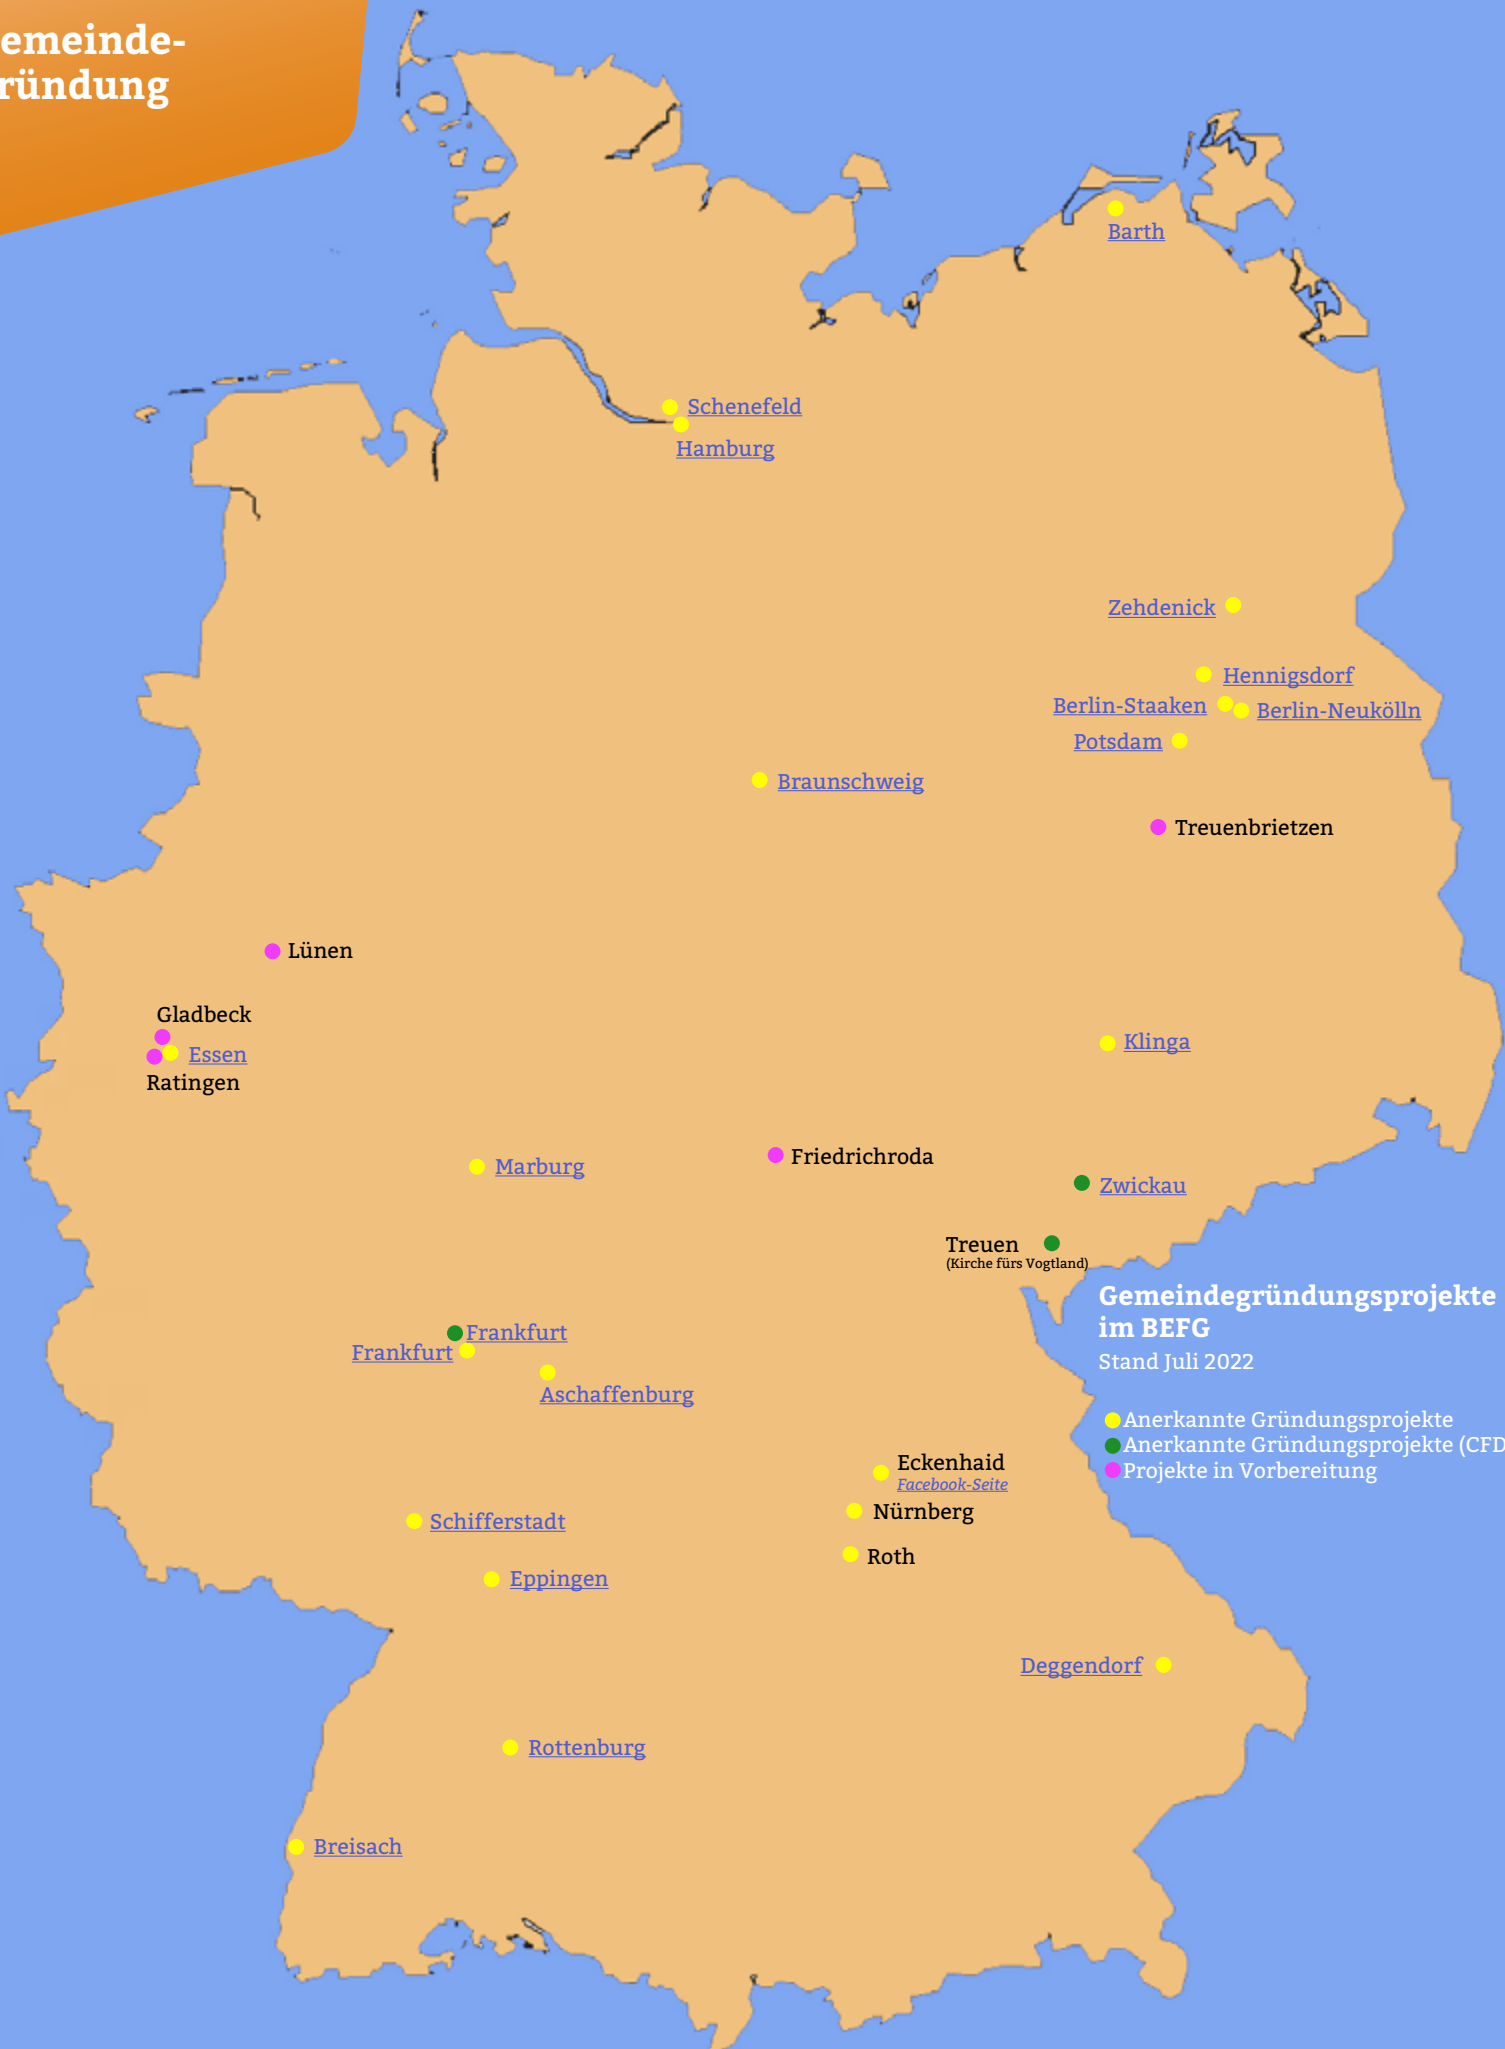 emeinde-
ründung
Barth
Schenefeld
Hamburg
Zehdenick
Hennigsdorf
Berlin-Staaken
Berlin-Neukölln
Potsdam
Braunschweig
Treuenbrietzen
Lünen
Gladbeck
Essen
Ratingen
Klinga
Marburg
Friedrichroda
Zwickau
Treuen
(Kirche fürs Vogtland)
Gemeindegründungsprojekte
im BEFG
Stand Juli 2022
Frankfurt
Frankfurt
Aschaffenburg
Anerkannte Gründungsprojekte
Anerkannte Gründungsprojekte (CFD
Projekte in Vorbereitung
Eckenhaid
Facebook-Seite
Nürnberg
Schifferstadt
Roth
Eppingen
Deggendorf
Rottenburg
Breisach